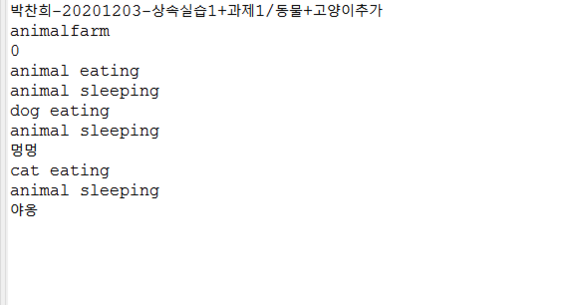 박찬희-20201203-상속실습1+과제1/동물+고양이추가
animalfarm
0
animal eating
animal sleeping
dog eating
animal sleeping
멍멍
cat eating
animal sleeping
야옹